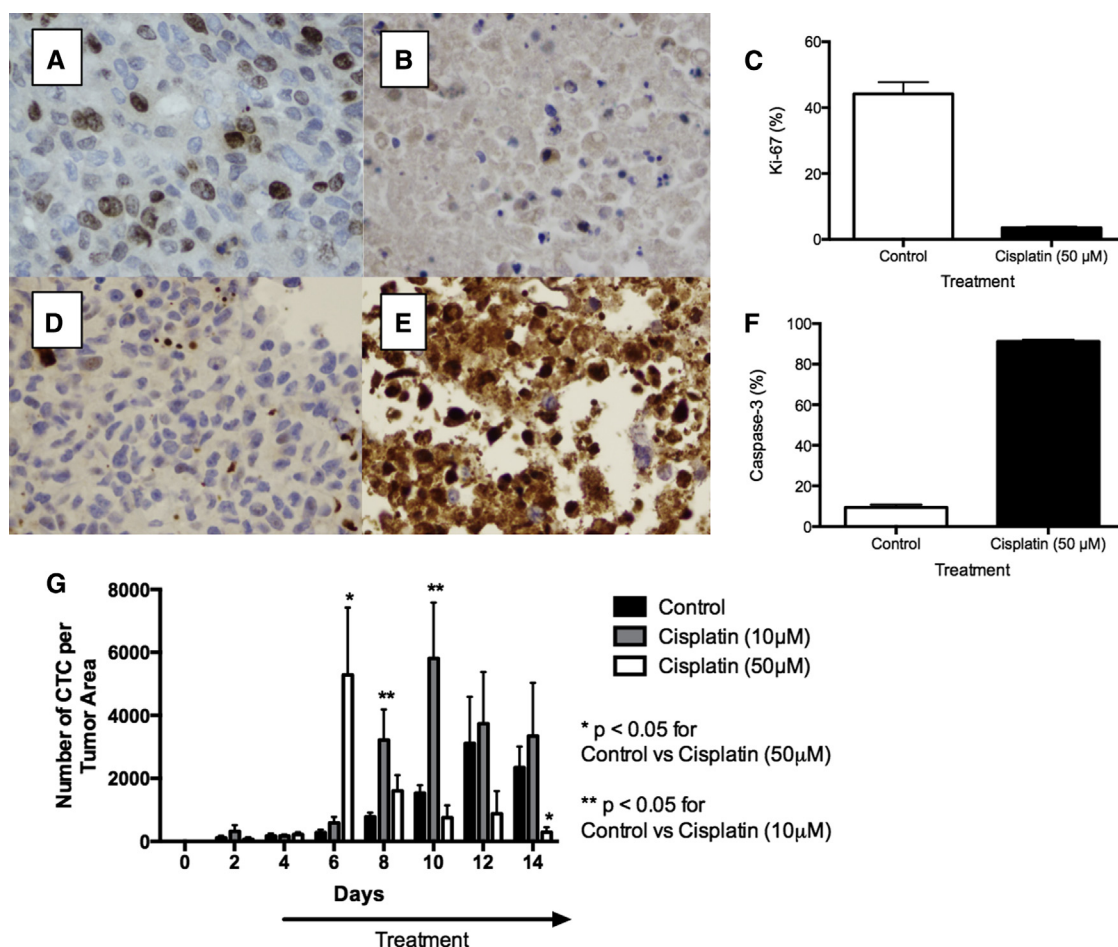 A
B
C
60
40
20
0
Ki-67 (%)
Control
Cisplatin (50 µM)
Treatment
D
E
F
100
80
60
40
20
0
Caspase-3 (%)
Control
Cisplatin (50 µM)
Treatment
G
8000
6000
4000
2000
0
Number of CTC per
Tumor Area
*
**
**
*
0 2 4 6 8 10 12 14
Days
Treatment
Control
Cisplatin (10µM)
Cisplatin (50µM)
* p < 0.05 for
Control vs Cisplatin (50µM)
** p < 0.05 for
Control vs Cisplatin (10µM)